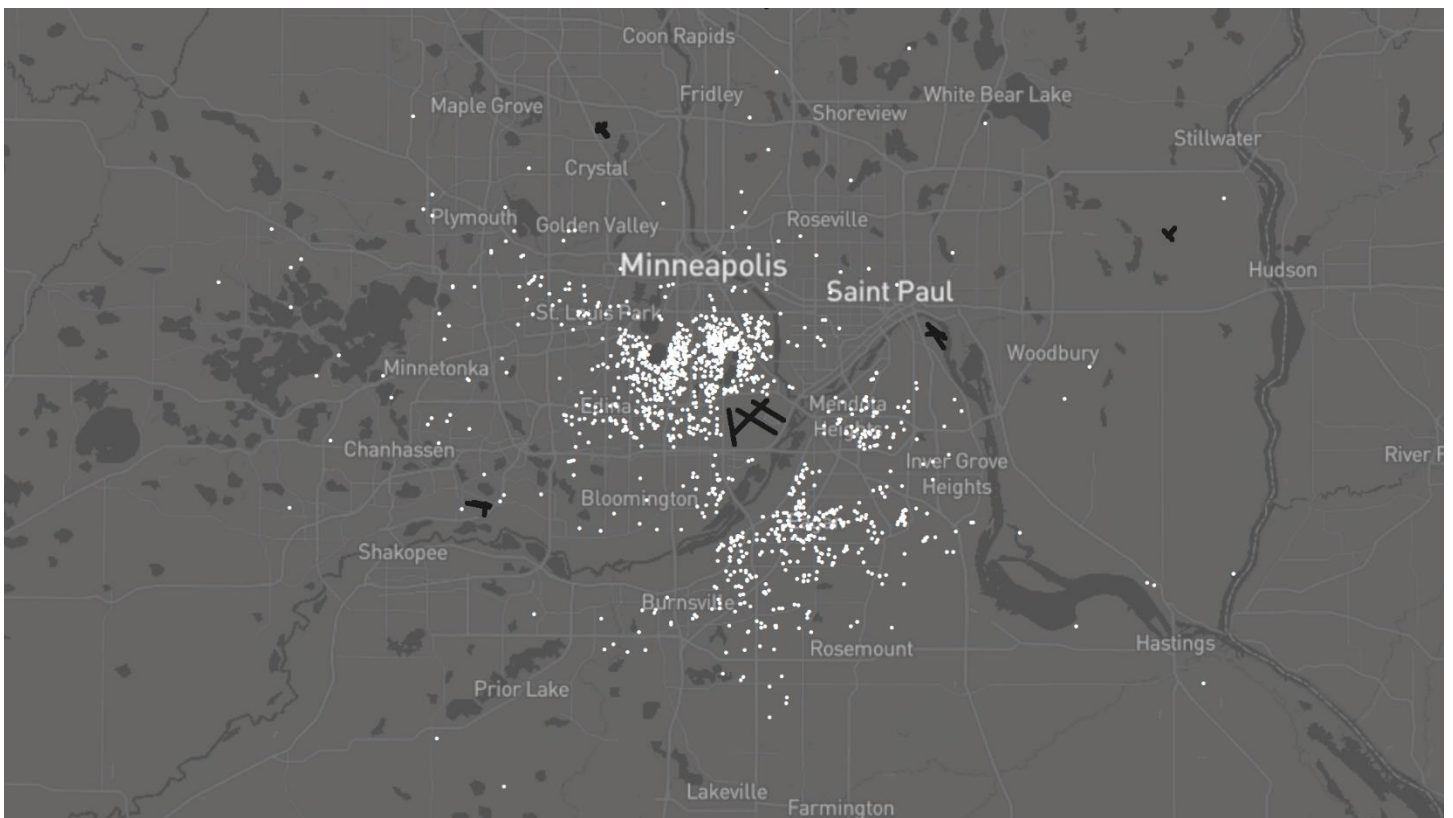 Coon Rapids
Maple Grove
Fridley
White Bear Lake
Shoreview
Stillwater
Crystal
Plymouth
Golden Valley
Roseville
Minneapolis
Hudson
Saint Paul
St. Louis Park
Woodbury
Minnetonka
Edina
Mendota
Heights
Chanhassen
River F
Inver Grove
Heights
Bloomington
Shakopee
Burnsville
Hastings
Rosemount
Prior Lake
Lakeville
Farmington